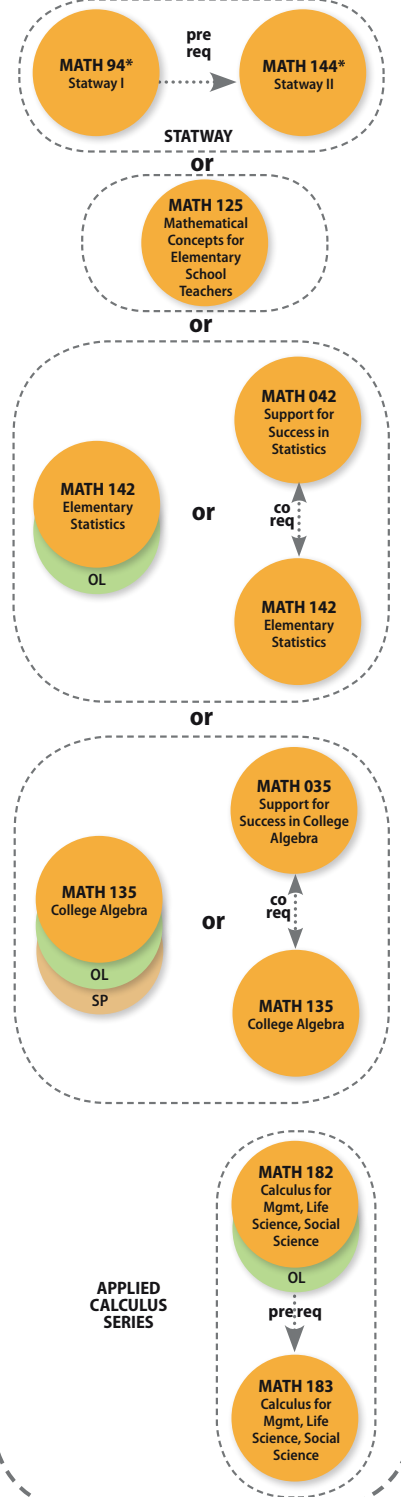 MATH 94*
Statway I
pre
req
MATH 144*
Statway II
STATWAY
or
MATH 125
Mathematical
Concepts for
Elementary
School
Teachers
or
MATH 142
Elementary
Statistics
OL
or
MATH 042
Support for
Success in
Statistics
co
req
MATH 142
Elementary
Statistics
or
MATH 135
College Algebra
OL
SP
or
MATH 035
Support for
Success in College
Algebra
co
req
MATH 135
College Algebra
APPLIED
CALCULUS
SERIES
MATH 182
Calculus for
Mgmt, Life
Science, Social
Science
OL
pre req
MATH 183
Calculus for
Mgmt, Life
Science, Social
Science